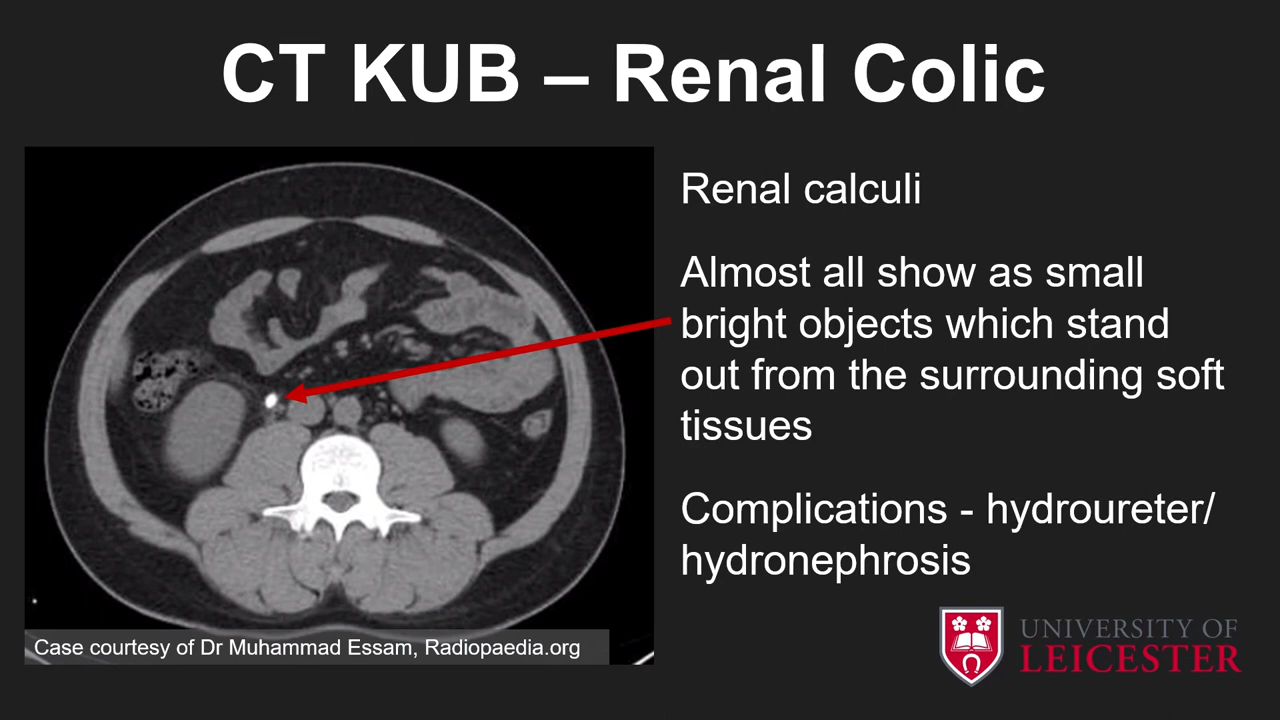 CT KUB – Renal Colic
Renal calculi
Almost all show as small
bright objects which stand
out from the surrounding soft
tissues
Complications - hydroureter/
hydronephrosis
Case courtesy of Dr Muhammad Essam, Radiopaedia.org
UNIVERSITY OF
LEICESTER